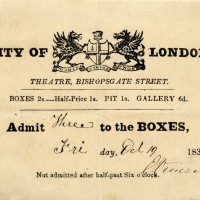 CITY OF LONDON
THEATRE, BISHOPSGATE STREET.
BOXES 2s—Half-Price 1s. PIT 1s. GALLERY 6d.
Admit Three to the BOXES,
Fri day, Oct 19 183
Not admitted after half-past Six o'clock.